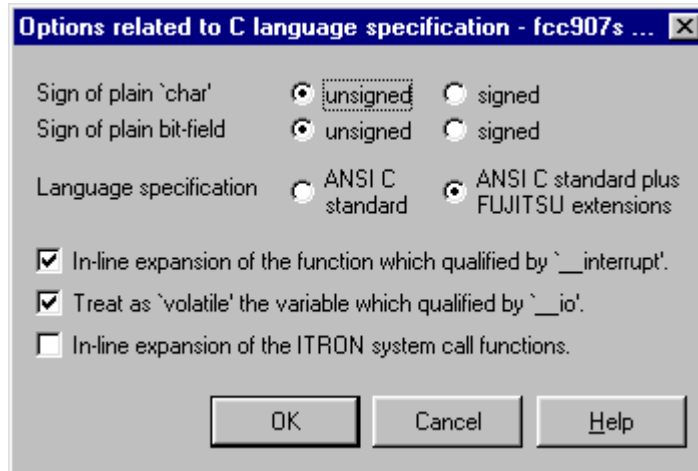 Options related to C language specification - fcc907s ...
Sign of plain `char' unsigned signed
Sign of plain bit-field unsigned signed
Language specification ANSI C standard ANSI C standard plus FUJITSU extensions
In-line expansion of the function which qualified by `__interrupt'.
Treat as `volatile' the variable which qualified by `__io'.
In-line expansion of the ITRON system call functions.
OK Cancel Help